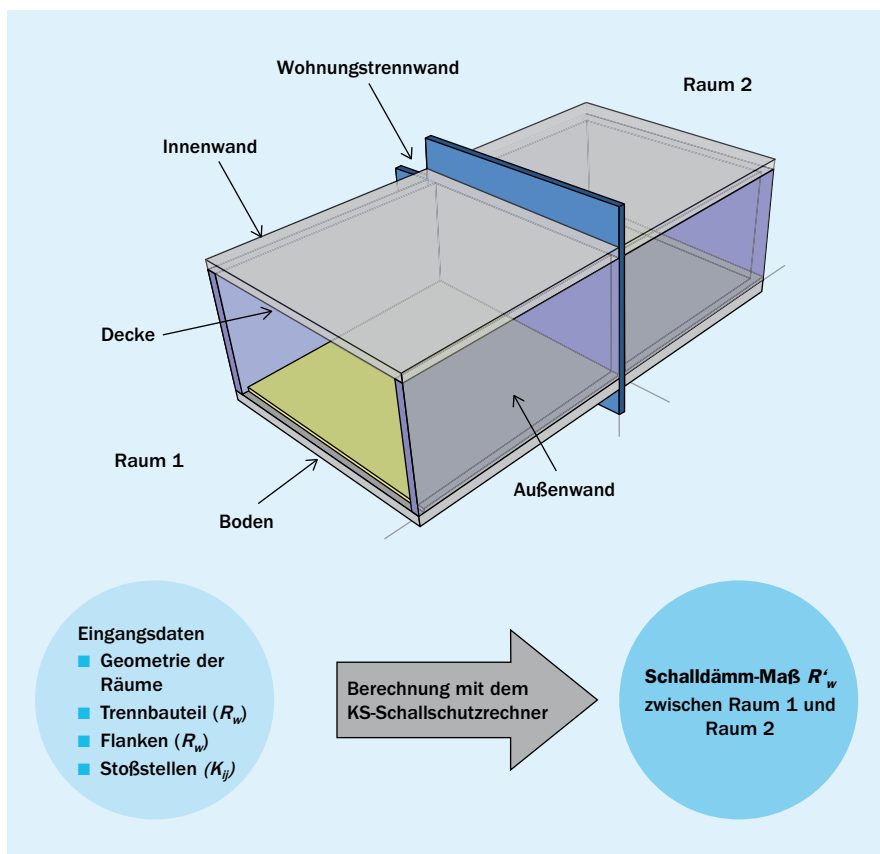 Wohnungstrennwand
Raum 2
Innenwand
Decke
Raum 1
Außenwand
Boden
Eingangsdaten
■ Geometrie der
Räume
■ Trennbauteil (Rw)
■ Flanken (Rw)
■ Stoßstellen (Kij)
Berechnung mit dem
KS-Schallschutzrechner
Schalldämm-Maß R‘w
zwischen Raum 1 und
Raum 2